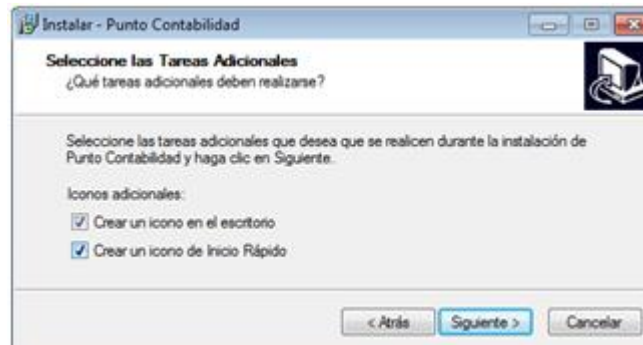 Instalar - Punto Contabilidad
Seleccione las Tareas Adicionales
¿Qué tareas adicionales deben realizarse?
Seleccione las tareas adicionales que desea que se realicen durante la instalación de
Punto Contabilidad y haga clic en Siguiente.
Iconos adicionales:
Crear un icono en el escritorio
Crear un icono de Inicio Rápido
< Atrás Siguiente > Cancelar